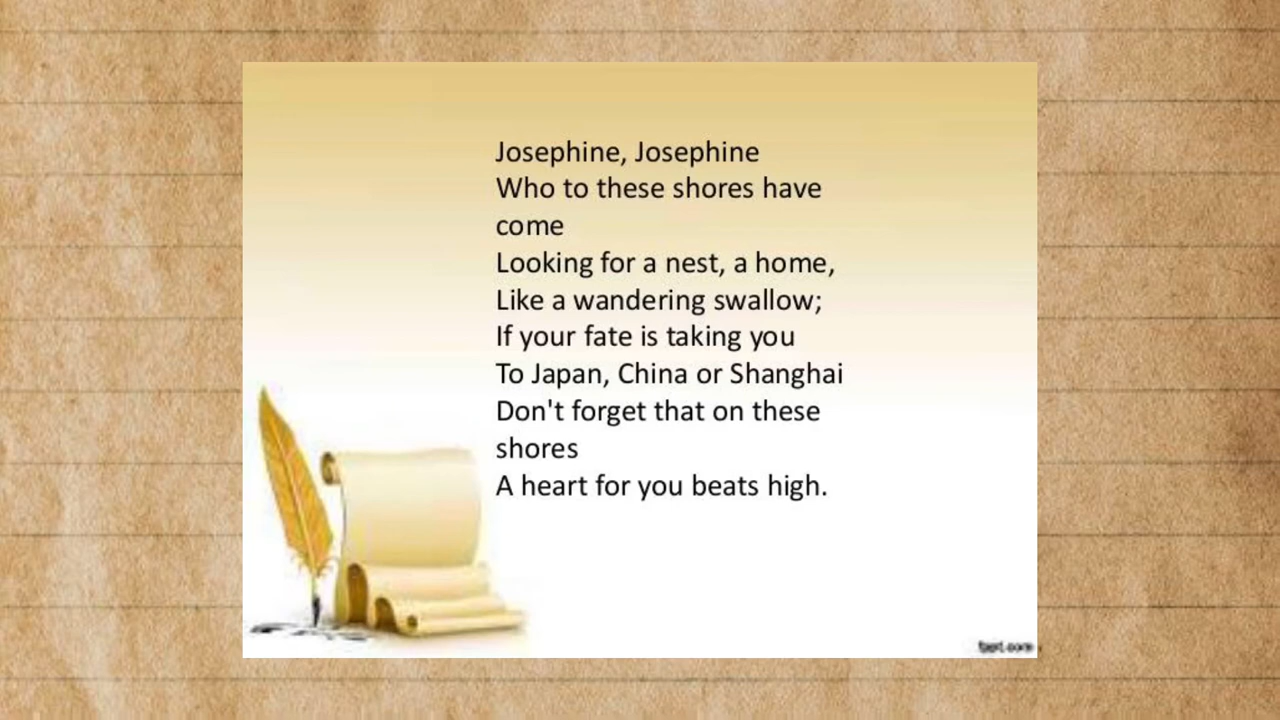 Josephine, Josephine
Who to these shores have
come
Looking for a nest, a home,
Like a wandering swallow;
If your fate is taking you
To Japan, China or Shanghai
Don't forget that on these
shores
A heart for you beats high.